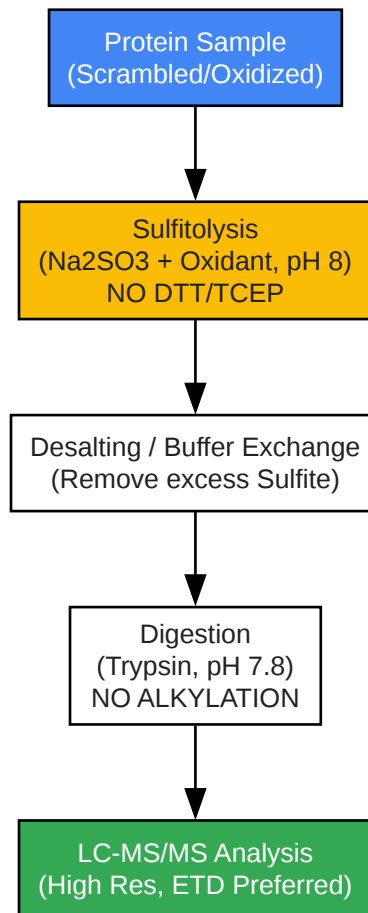 Protein Sample
(Scrambled/Oxidized)
Sulfitolysis
(Na2SO3 + Oxidant, pH 8)
NO DTT/TCEP
Desalting / Buffer Exchange
(Remove excess Sulfite)
Digestion
(Trypsin, pH 7.8)
NO ALKYLATION
LC-MS/MS Analysis
(High Res, ETD Preferred)